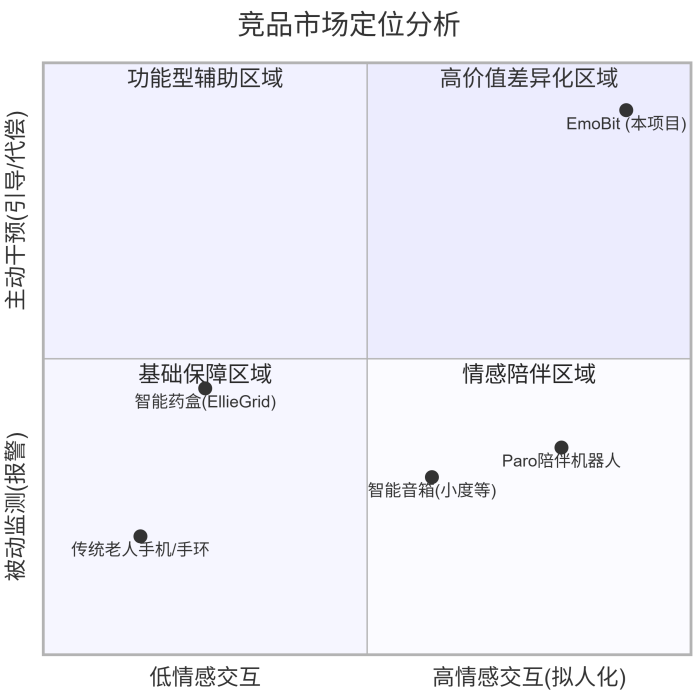 竞品市场定位分析
功能型辅助区域
高价值差异化区域
EmoBit (本项目)
主动干预(引导/代偿)
基础保障区域
情感陪伴区域
智能药盒(EllieGrid)
Paro陪伴机器人
智能音箱(小度等)
传统老人手机/手环
被动监测(报警)
低情感交互
高情感交互(拟人化)